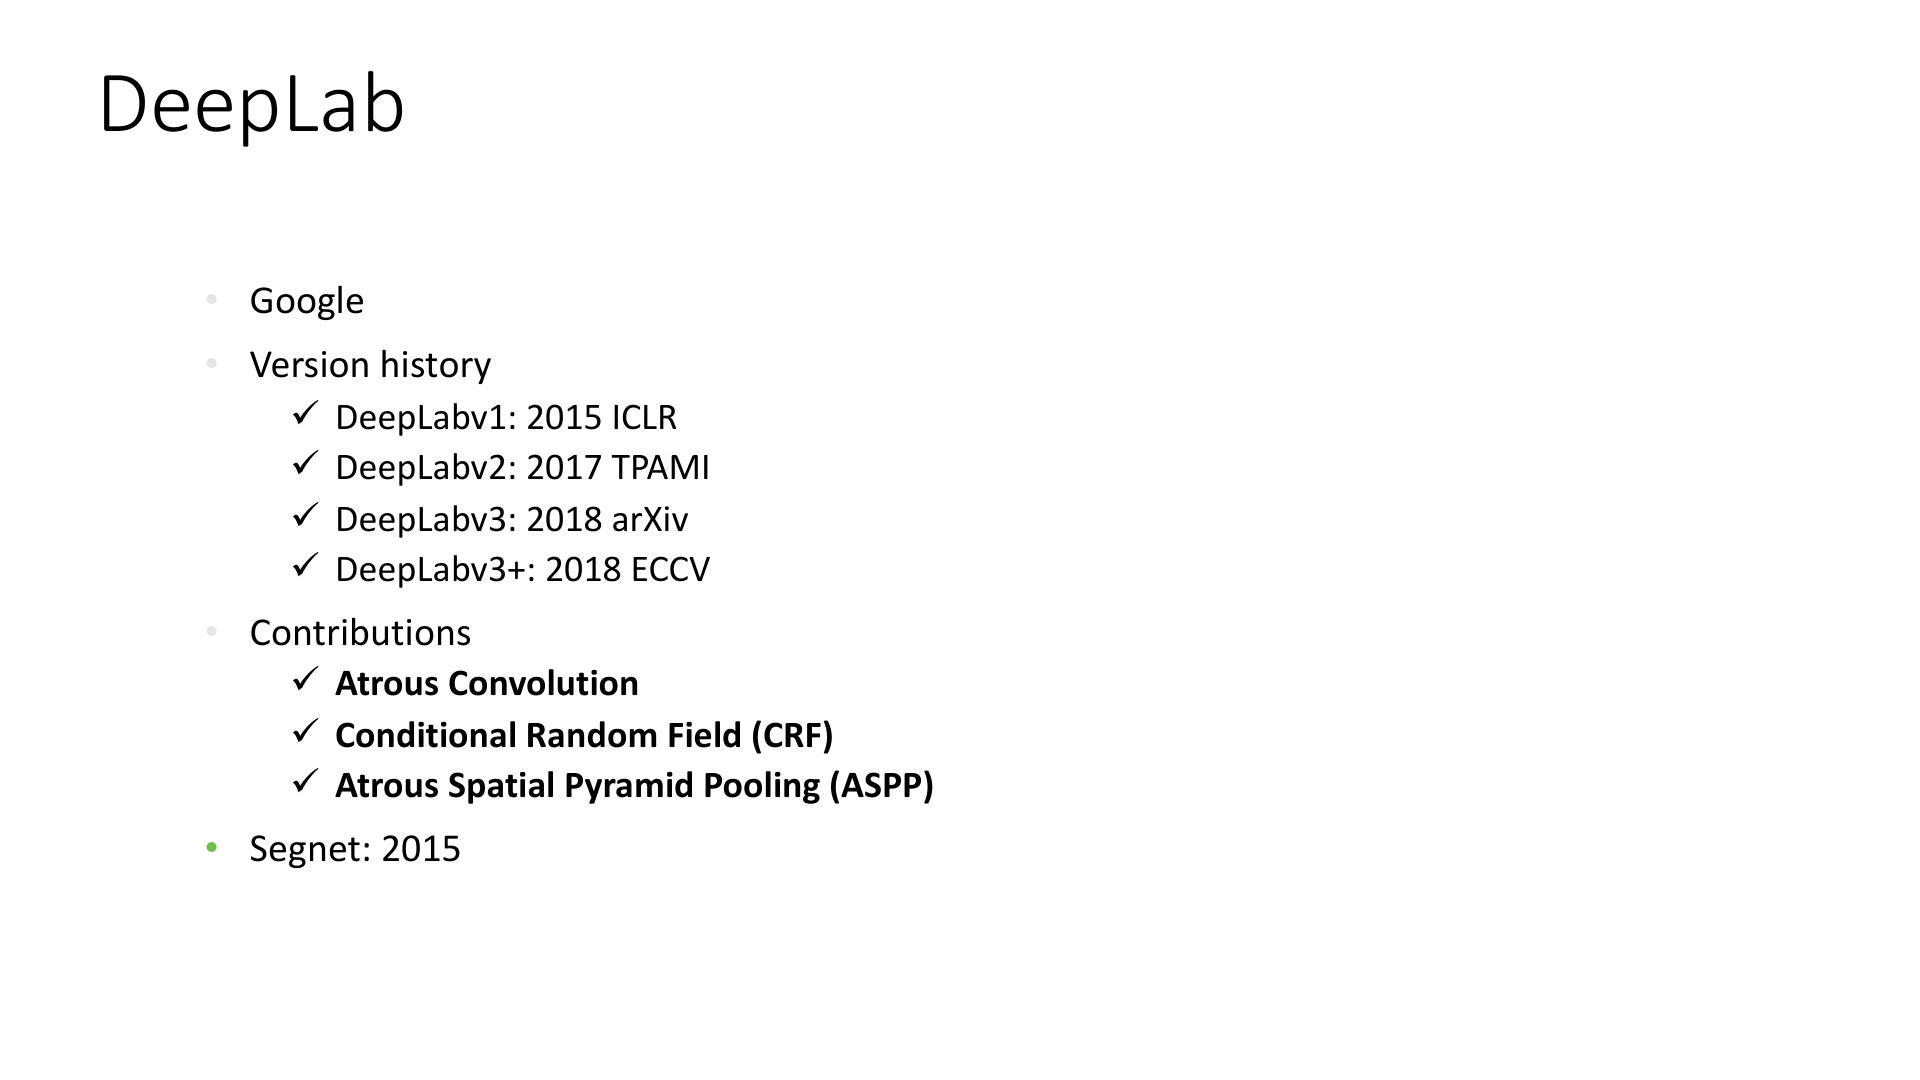 DeepLab
• Google
• Version history
✓ DeepLabv1: 2015 ICLR
✓ DeepLabv2: 2017 TPAMI
✓ DeepLabv3: 2018 arXiv
✓ DeepLabv3+: 2018 ECCV
• Contributions
✓ Atrous Convolution
✓ Conditional Random Field (CRF)
✓ Atrous Spatial Pyramid Pooling (ASPP)
• Segnet: 2015